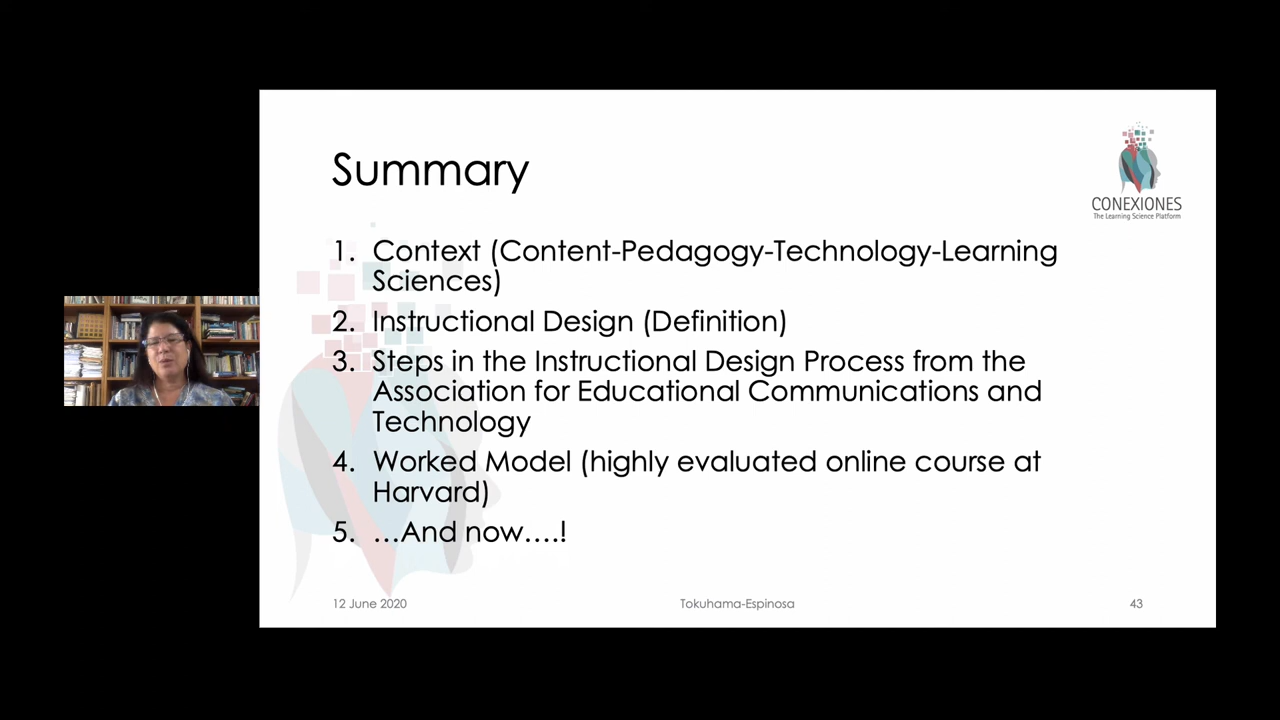 Summary
CONEXIONES
The Learning Science Platform
1. Context (Content-Pedagogy-Technology-Learning
Sciences)
2. Instructional Design (Definition)
3. Steps in the Instructional Design Process from the
Association for Educational Communications and
Technology
4. Worked Model (highly evaluated online course at
Harvard)
5. …And now….!
12 June 2020
Tokuhama-Espinosa
43